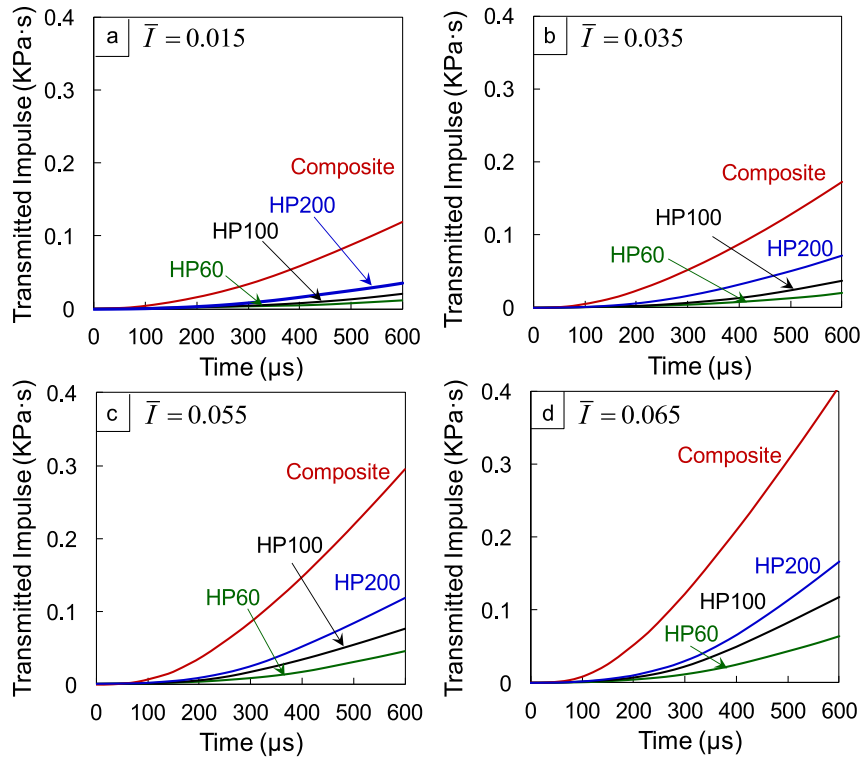 a
Ī = 0.015
Transmitted Impulse (KPa·s)
0.4
0.3
0.2
0.1
0
Composite
HP200
HP100
HP60
0 100 200 300 400 500 600
Time (µs)
b
Ī = 0.035
Transmitted Impulse (KPa·s)
0.4
0.3
0.2
0.1
0
Composite
HP100
HP200
HP60
0 100 200 300 400 500 600
Time (µs)
c
Ī = 0.055
Transmitted Impulse (KPa·s)
0.4
0.3
0.2
0.1
0
Composite
HP100
HP200
HP60
0 100 200 300 400 500 600
Time (µs)
d
Ī = 0.065
Transmitted Impulse (KPa·s)
0.4
0.3
0.2
0.1
0
Composite
HP200
HP100
HP60
0 100 200 300 400 500 600
Time (µs)